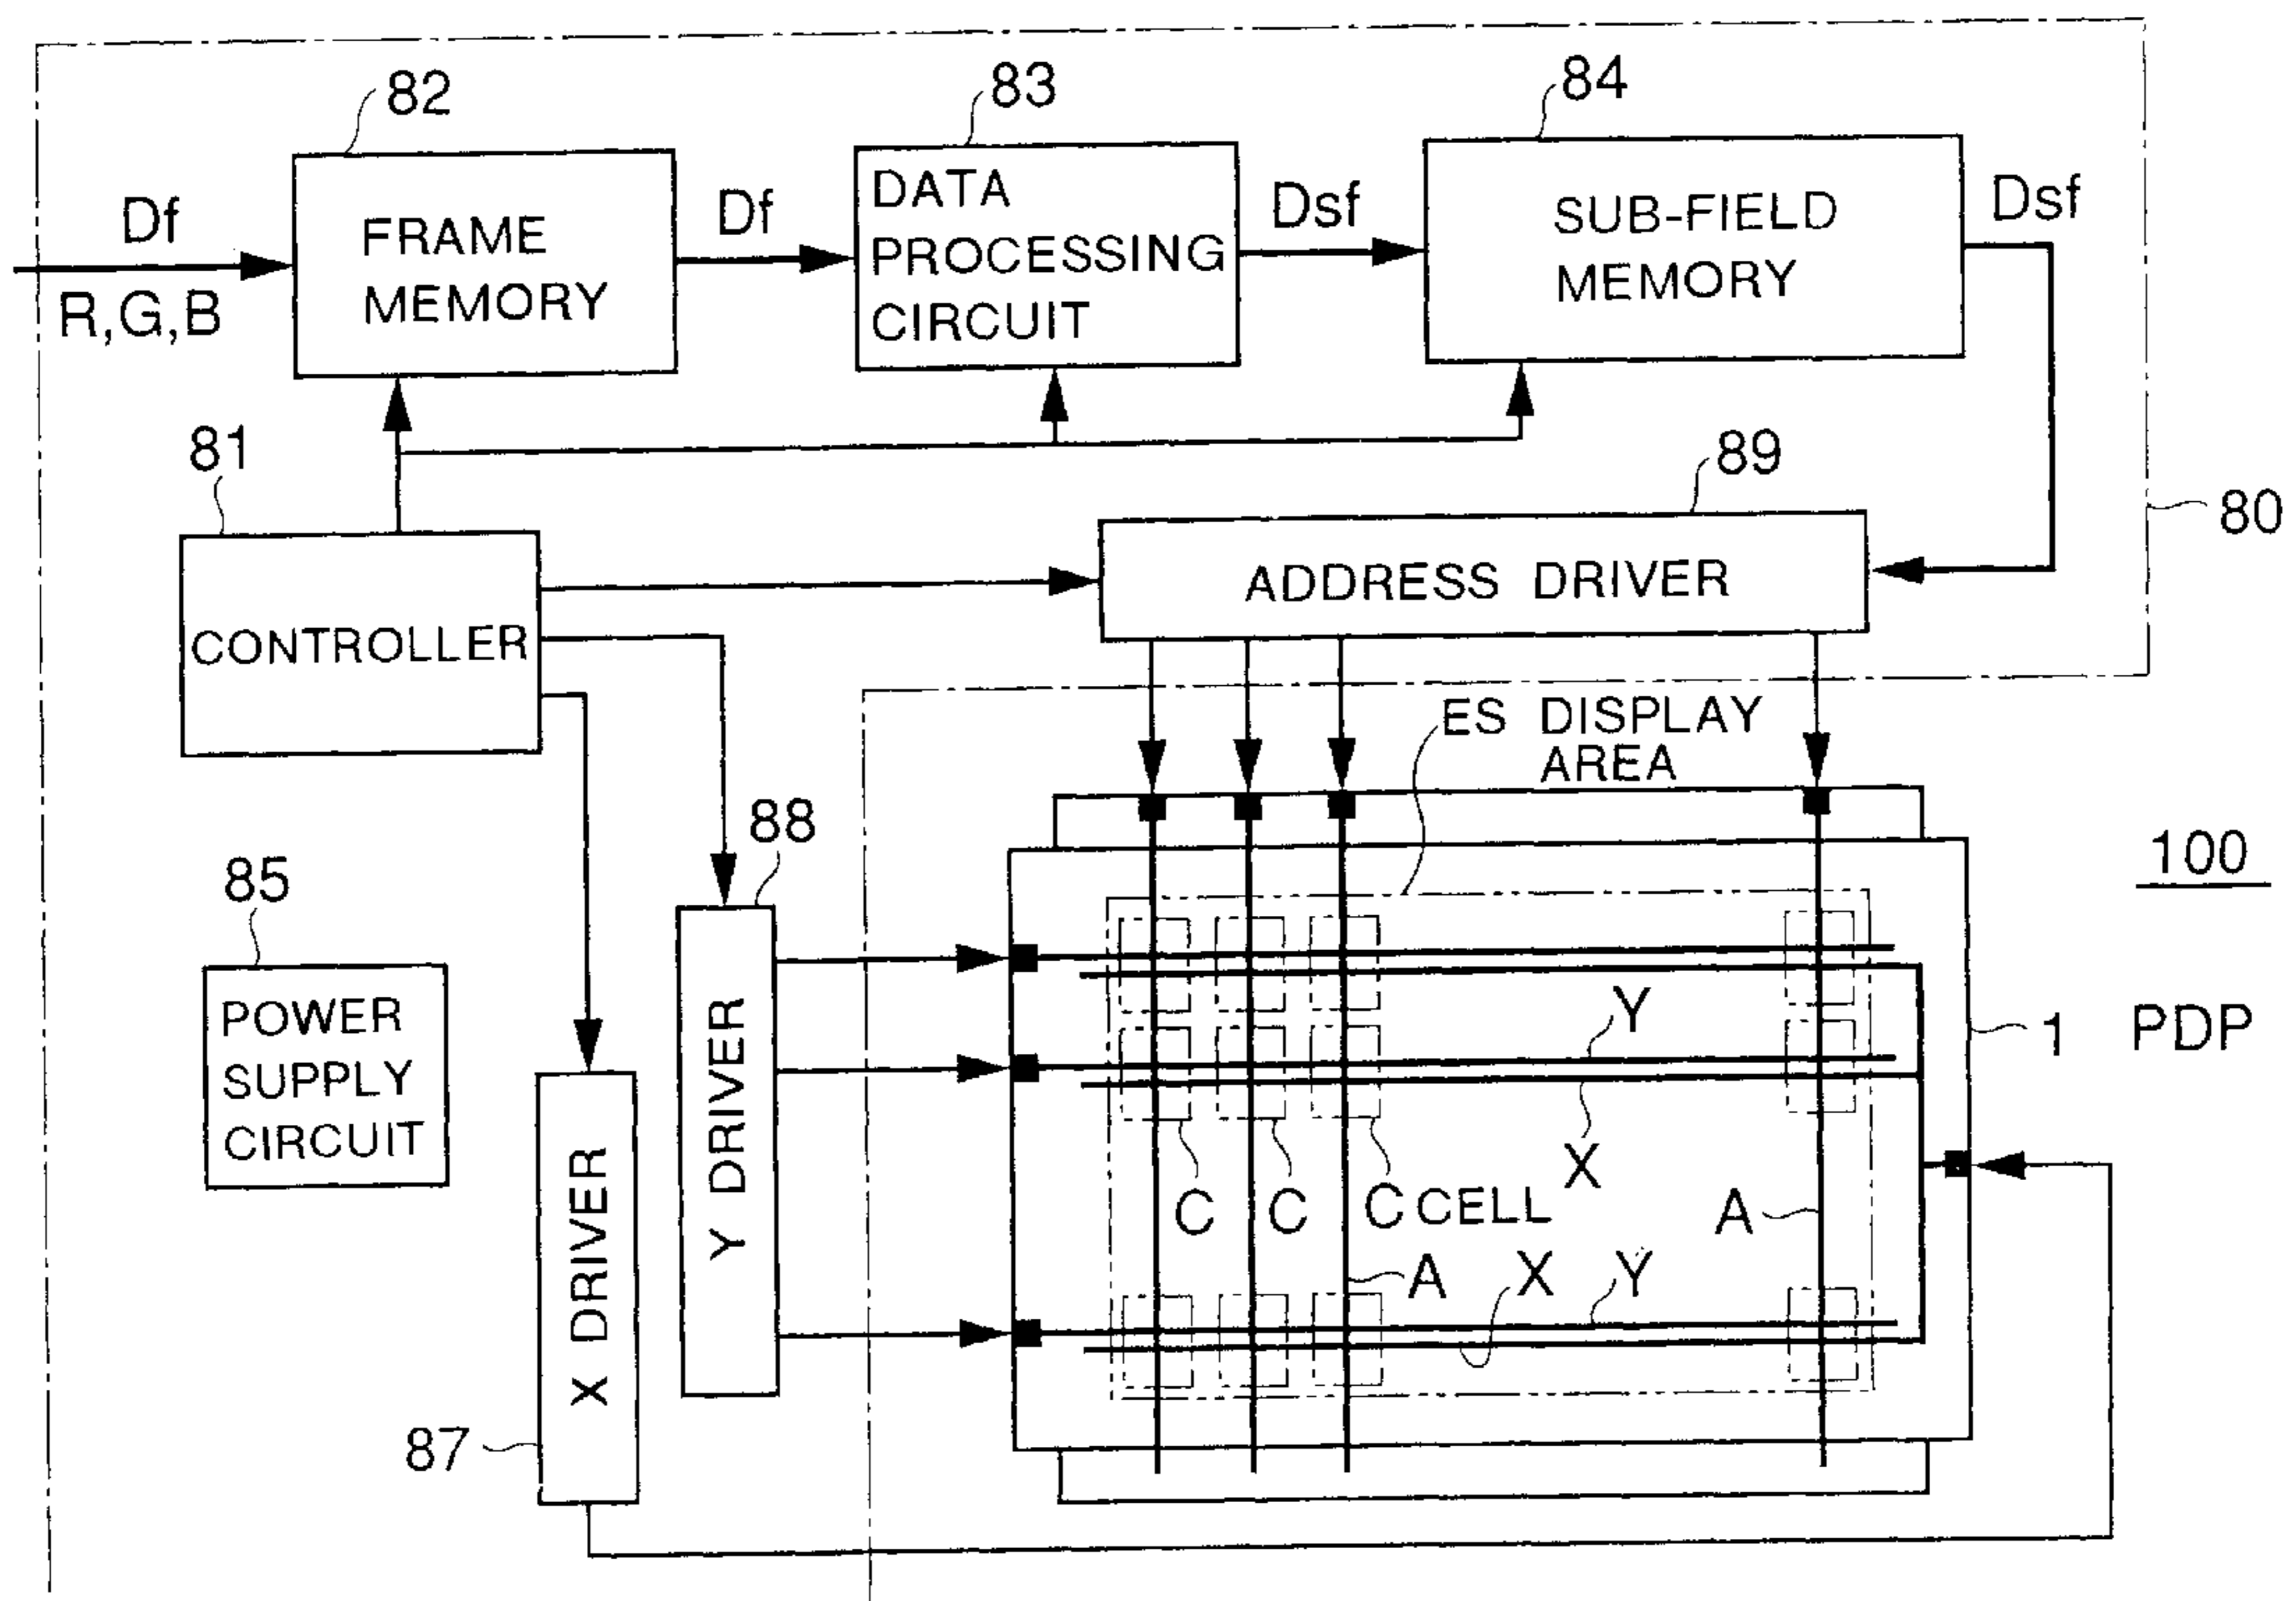 82
83
84
Df
R,G,B
FRAME
MEMORY
Df
DATA
PROCESSING
CIRCUIT
Dsf
SUB-FIELD
MEMORY
Dsf
81
89
80
CONTROLLER
ADDRESS DRIVER
ES DISPLAY
AREA
88
85
100
POWER
SUPPLY
CIRCUIT
Y DRIVER
X DRIVER
Y
1 PDP
X
C
C
C CELL
A
A
X
Y
87